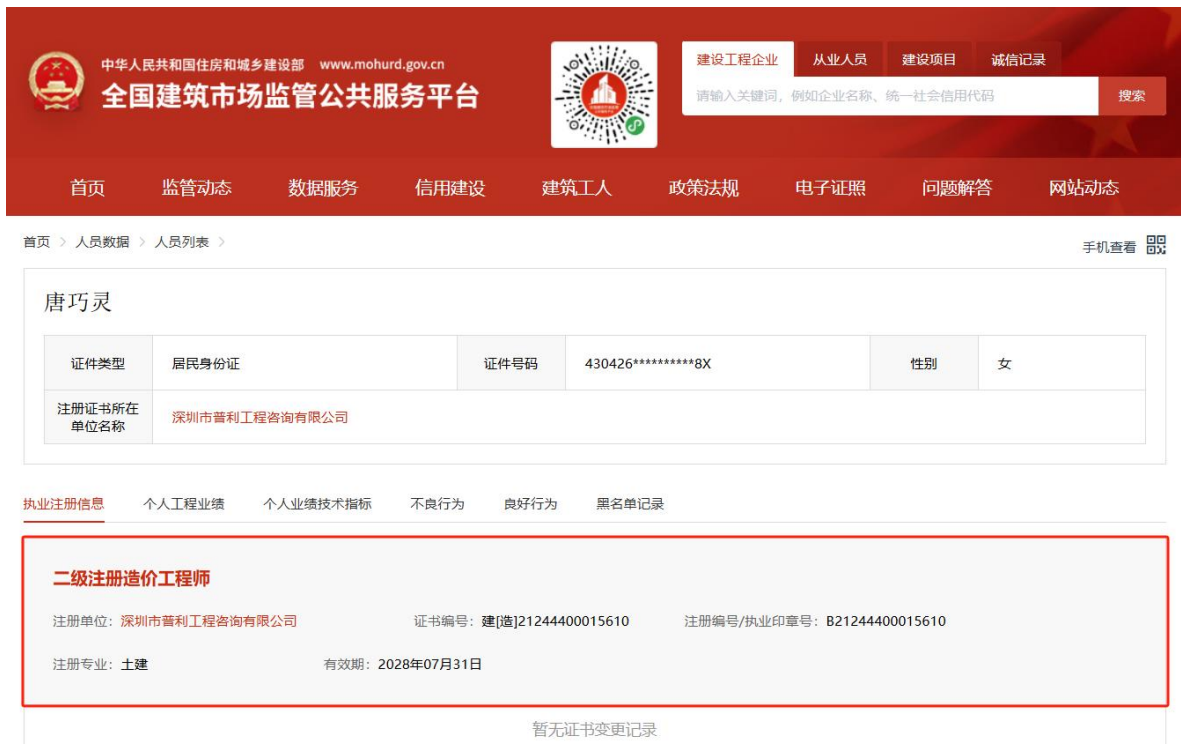 中华人民共和国住房和城乡建设部 www.mohurd.gov.cn
全国建筑市场监管公共服务平台
建设工程企业 从业人员 建设项目 诚信记录
请输入关键词，例如企业名称、统一社会信用代码 搜索
首页 监管动态 数据服务 信用建设 建筑工人 政策法规 电子证照 问题解答 网站动态
首页 > 人员数据 > 人员列表 >
手机查看
唐巧灵
证件类型 居民身份证 证件号码 430426**********8X 性别 女
注册证书所在
单位名称
深圳市普利工程咨询有限公司
执业注册信息 个人工程业绩 个人业绩技术指标 不良行为 良好行为 黑名单记录
二级注册造价工程师
注册单位：深圳市普利工程咨询有限公司 证书编号：建[造]21244400015610 注册编号/执业印章号：B21244400015610
注册专业：土建 有效期：2028年07月31日
暂无证书变更记录